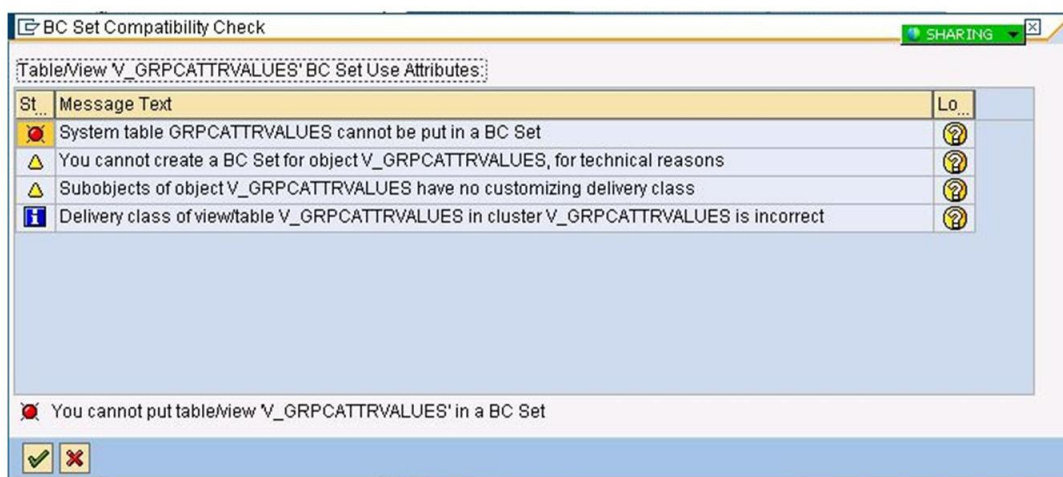 BC Set Compatibility Check
SHARING
Table/View 'V_GRPCATTRVALUES' BC Set Use Attributes:
St... Message Text Lo...
System table GRPCATTRVALUES cannot be put in a BC Set
You cannot create a BC Set for object V_GRPCATTRVALUES, for technical reasons
Subobjects of object V_GRPCATTRVALUES have no customizing delivery class
Delivery class of view/table V_GRPCATTRVALUES in cluster V_GRPCATTRVALUES is incorrect
You cannot put table/view 'V_GRPCATTRVALUES' in a BC Set